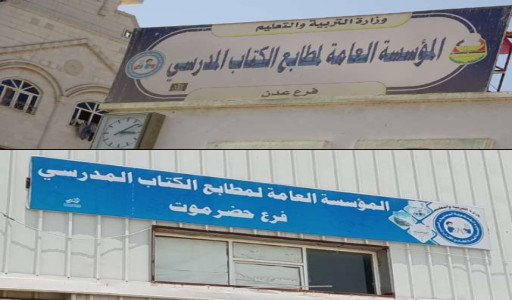 وزارة التربية والتعليم
المؤسسة العامة لمطابع الكتاب المدرسي
فرع عدن
المؤسسة العامة لمطابع الكتاب المدرسي
فرع حضرموت